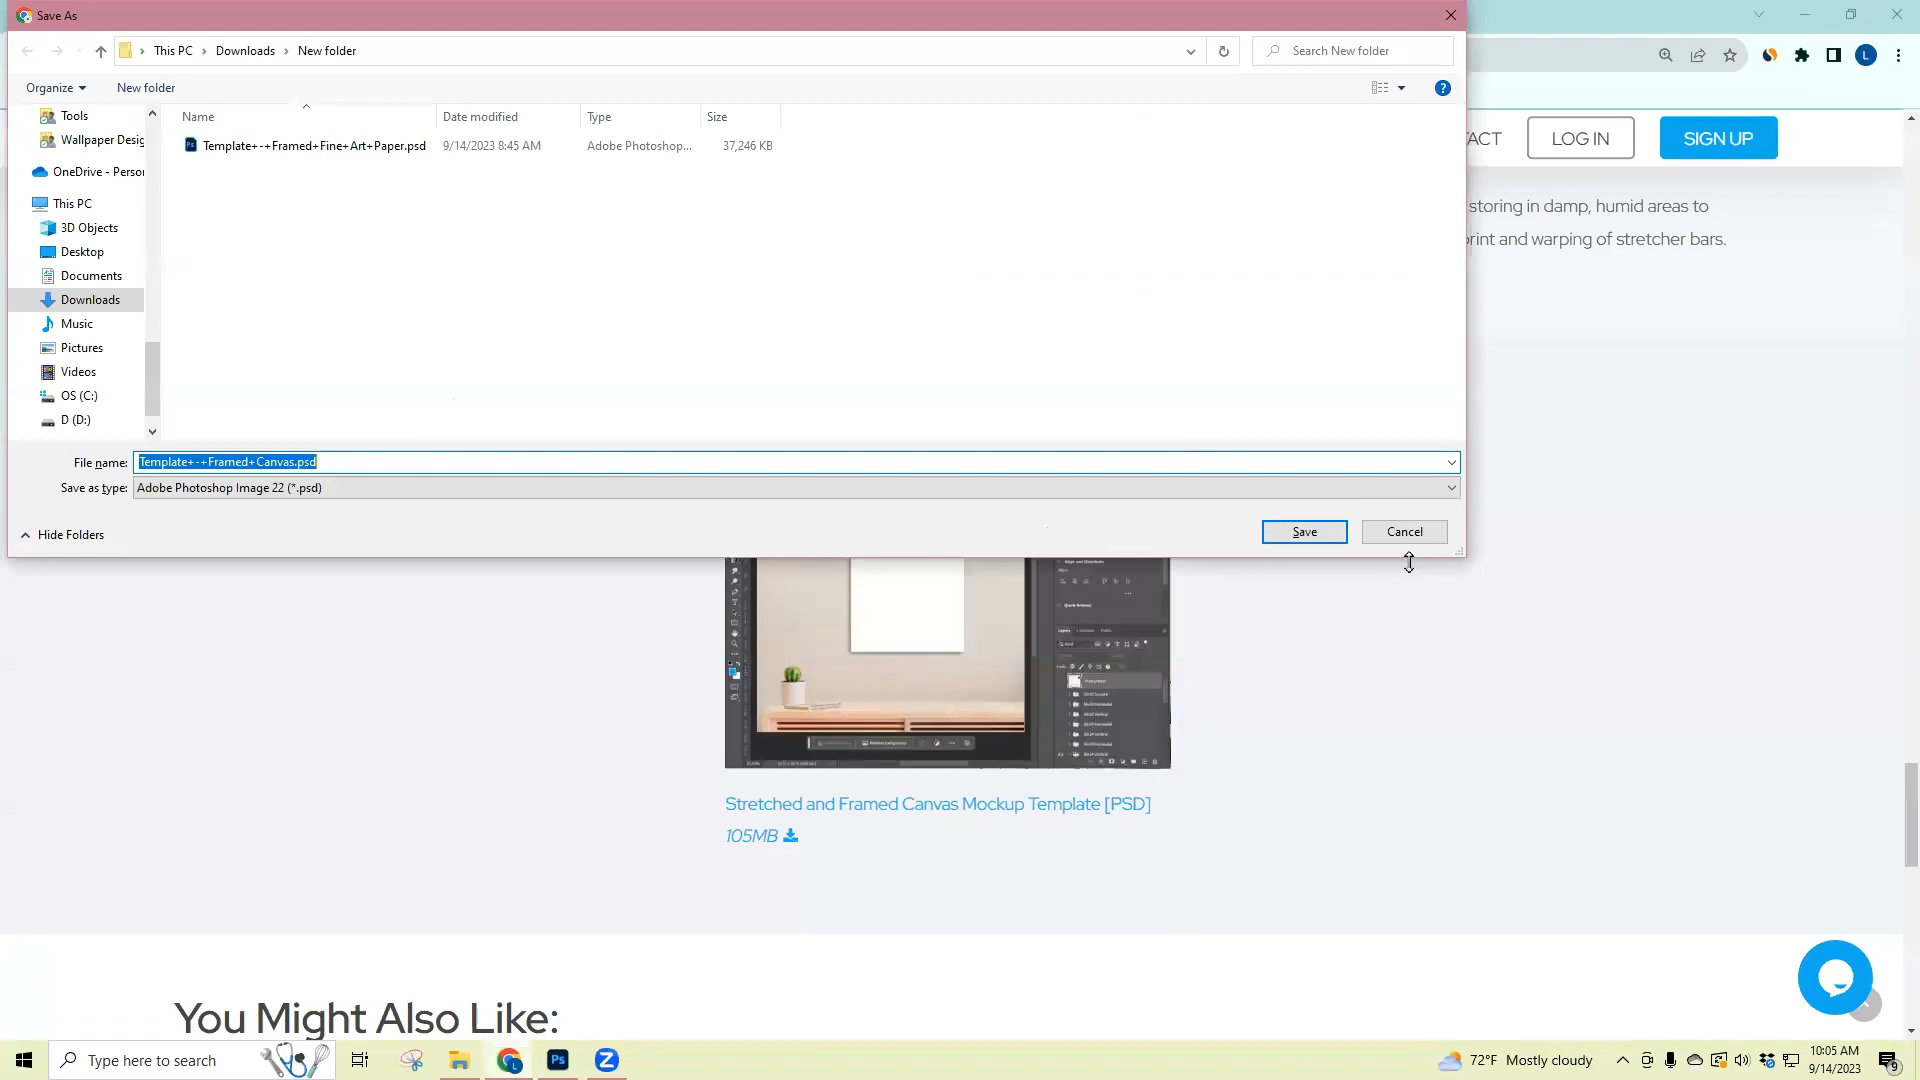 Save As
This PC
Downloads
New folder
Search New folder
L
Organize
New folder
Name
Date modified
Type
Size
Template+-+Framed+Fine+Art+Paper.psd
9/14/2023 8:45 AM
Adobe Photoshop...
37,246 KB
Tools
Wallpaper Desig
OneDrive - Person
This PC
3D Objects
Desktop
Documents
Downloads
Music
Pictures
Videos
OS (C:)
D (D:)
File name:
Template+-+Framed+Canvas.psd
Save as type:
Adobe Photoshop Image 22 (*.psd)
Hide Folders
Save
Cancel
TACT
LOG IN
SIGN UP
storing in damp, humid areas to
rint and warping of stretcher bars.
Stretched and Framed Canvas Mockup Template [PSD]
105MB
You Might Also Like:
Type here to search
Ps
Z
72°F Mostly cloudy
10:05 AM
9/14/2023
9